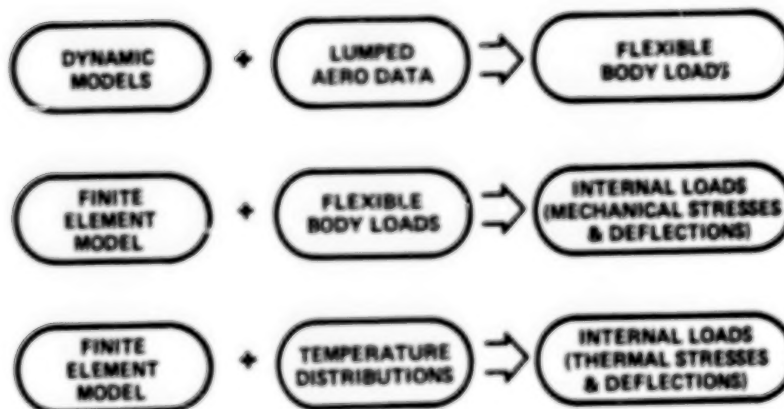 DYNAMIC
MODELS
+
LUMPED
AERO DATA
FLEXIBLE
BODY LOADS
FINITE
ELEMENT
MODEL
+
FLEXIBLE
BODY LOADS
INTERNAL LOADS
(MECHANICAL STRESSES
& DEFLECTIONS)
FINITE
ELEMENT
MODEL
+
TEMPERATURE
DISTRIBUTIONS
INTERNAL LOADS
(THERMAL STRESSES
& DEFLECTIONS)